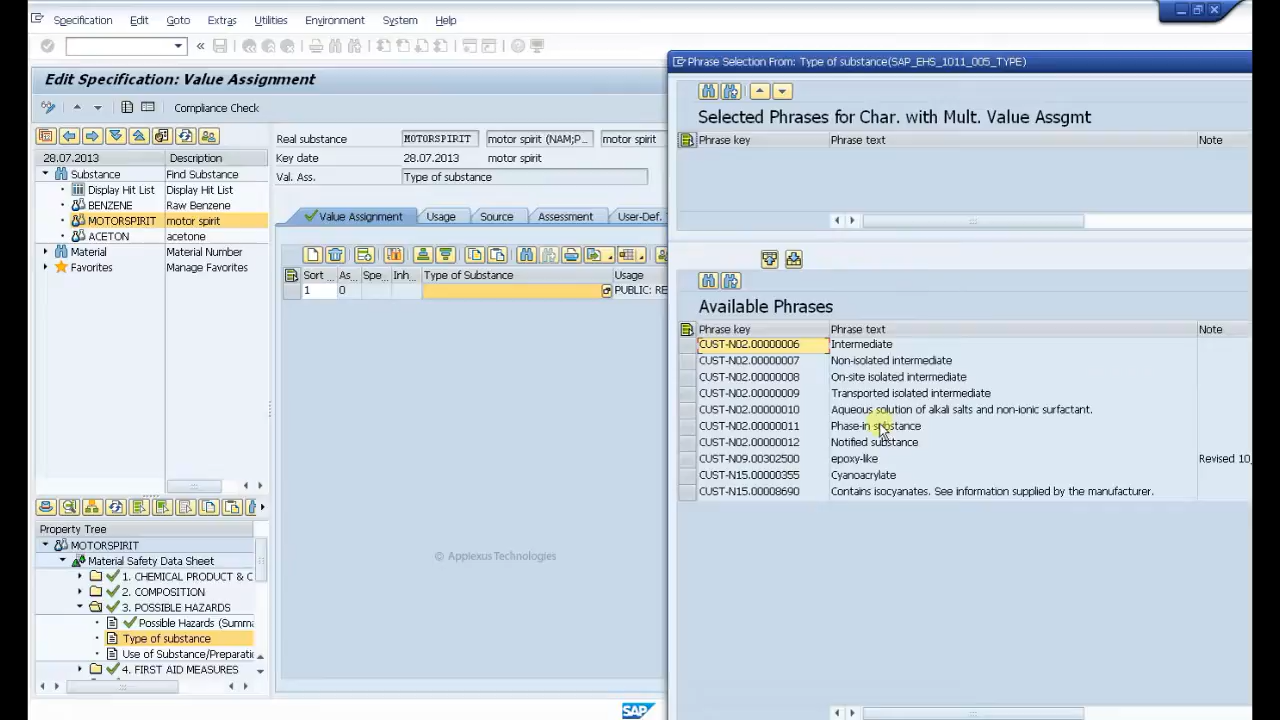 Specification Edit Goto Extras Utilities Environment System Help
Edit Specification: Value Assignment
Compliance Check
28.07.2013 Description
Substance Find Substance
Display Hit List Display Hit List
BENZENE Raw Benzene
MOTORSPIRIT motor spirit
ACETON acetone
Material Material Number
Favorites Manage Favorites
Real substance MOTORSPIRIT motor spirit (NAM;P... motor spirit
Key date 28.07.2013 motor spirit
Val. Ass. Type of substance
Value Assignment Usage Source Assessment User-Def.
Sort ... As... Spe... Inh... Type of Substance Usage
1 0 PUBLIC: RE
© Applexus Technologies
Property Tree
MOTORSPIRIT
Material Safety Data Sheet
1. CHEMICAL PRODUCT & C
2. COMPOSITION
3. POSSIBLE HAZARDS
Possible Hazards (Summa
Type of substance
Use of Substance/Preparati
4. FIRST AID MEASURES
SAP
Phrase Selection From: Type of substance(SAP_EHS_1011_005_TYPE)
Selected Phrases for Char. with Mult. Value Assgmt
Phrase key Phrase text Note
Available Phrases
Phrase key Phrase text Note
CUST-N02.00000006 Intermediate
CUST-N02.00000007 Non-isolated intermediate
CUST-N02.00000008 On-site isolated intermediate
CUST-N02.00000009 Transported isolated intermediate
CUST-N02.00000010 Aqueous solution of alkali salts and non-ionic surfactant.
CUST-N02.00000011 Phase-in substance
CUST-N02.00000012 Notified substance
CUST-N09.00302500 epoxy-like Revised 10,
CUST-N15.00000355 Cyanoacrylate
CUST-N15.00008690 Contains isocyanates. See information supplied by the manufacturer.